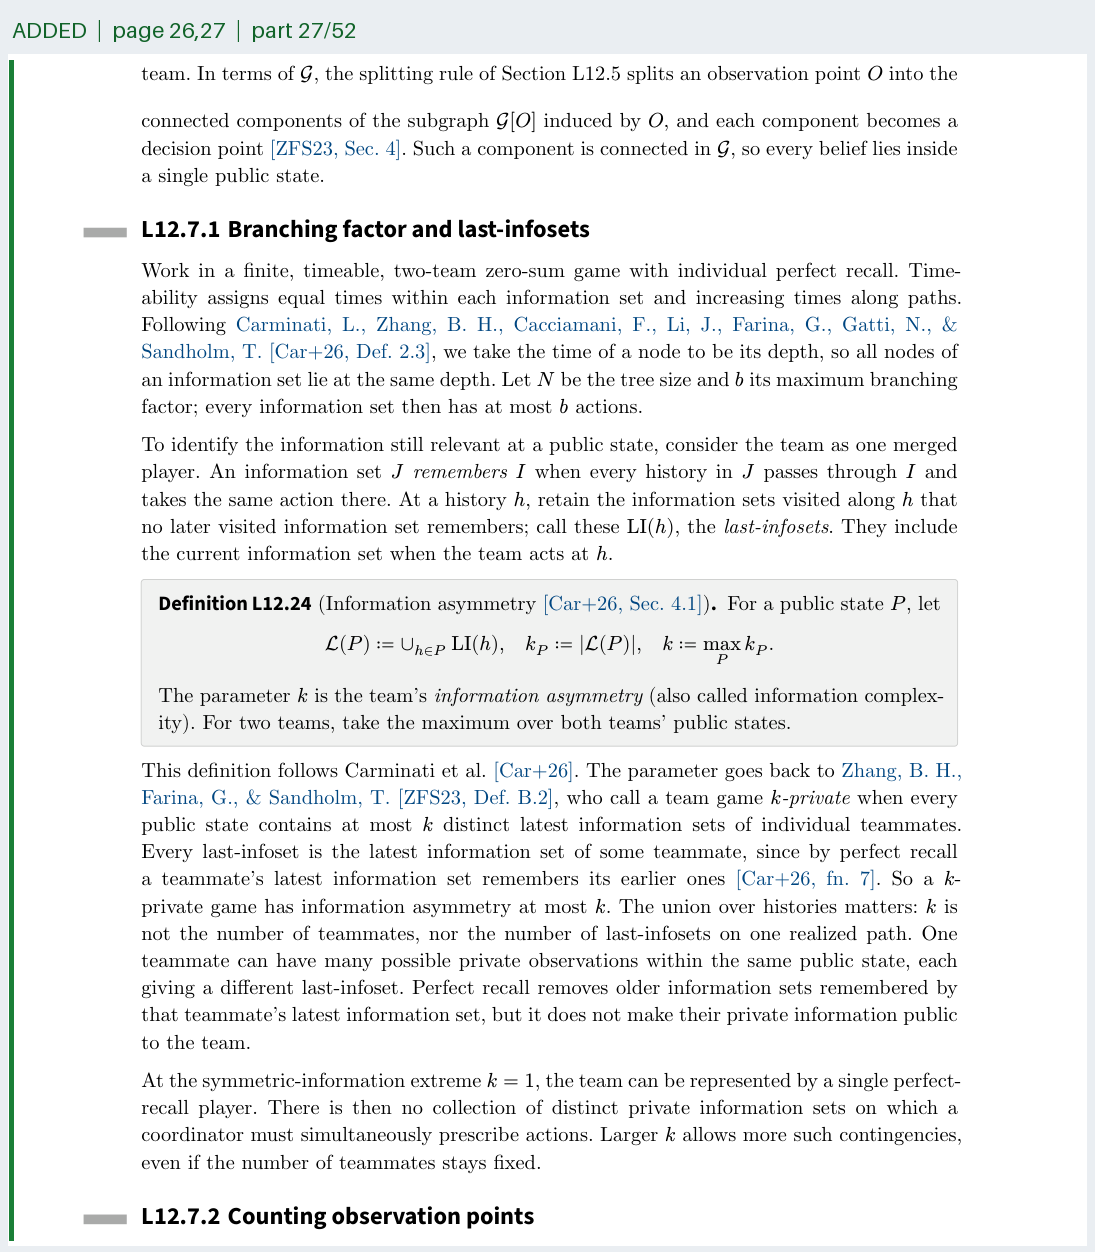 ADDED | page 26,27 | part 27/52
team. In terms of 𝒢, the splitting rule of Section L12.5 splits an observation point O into the
connected components of the subgraph 𝒢[O] induced by O, and each component becomes a
decision point [ZFS23, Sec. 4]. Such a component is connected in 𝒢, so every belief lies inside
a single public state.
L12.7.1 Branching factor and last-infosets
Work in a finite, timeable, two-team zero-sum game with individual perfect recall. Time-
ability assigns equal times within each information set and increasing times along paths.
Following Carminati, L., Zhang, B. H., Cacciamani, F., Li, J., Farina, G., Gatti, N., &
Sandholm, T. [Car+26, Def. 2.3], we take the time of a node to be its depth, so all nodes of
an information set lie at the same depth. Let N be the tree size and b its maximum branching
factor; every information set then has at most b actions.
To identify the information still relevant at a public state, consider the team as one merged
player. An information set J remembers I when every history in J passes through I and
takes the same action there. At a history h, retain the information sets visited along h that
no later visited information set remembers; call these LI(h), the last-infosets. They include
the current information set when the team acts at h.
Definition L12.24 (Information asymmetry [Car+26, Sec. 4.1]). For a public state P, let
ℒ(P) := ∪_{h∈P} LI(h), k_P := |ℒ(P)|, k := max_P k_P.
The parameter k is the team's information asymmetry (also called information complex-
ity). For two teams, take the maximum over both teams' public states.
This definition follows Carminati et al. [Car+26]. The parameter goes back to Zhang, B. H.,
Farina, G., & Sandholm, T. [ZFS23, Def. B.2], who call a team game k-private when every
public state contains at most k distinct latest information sets of individual teammates.
Every last-infoset is the latest information set of some teammate, since by perfect recall
a teammate's latest information set remembers its earlier ones [Car+26, fn. 7]. So a k-
private game has information asymmetry at most k. The union over histories matters: k is
not the number of teammates, nor the number of last-infosets on one realized path. One
teammate can have many possible private observations within the same public state, each
giving a different last-infoset. Perfect recall removes older information sets remembered by
that teammate's latest information set, but it does not make their private information public
to the team.
At the symmetric-information extreme k = 1, the team can be represented by a single perfect-
recall player. There is then no collection of distinct private information sets on which a
coordinator must simultaneously prescribe actions. Larger k allows more such contingencies,
even if the number of teammates stays fixed.
L12.7.2 Counting observation points